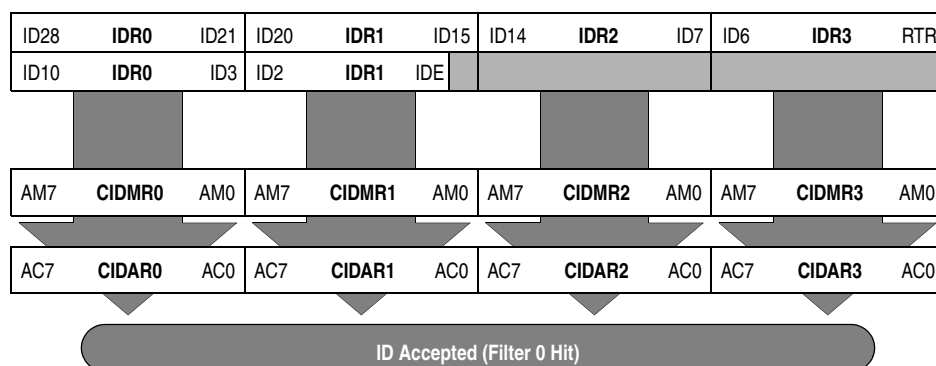 ID28 IDR0 ID21 ID20 IDR1 ID15 ID14 IDR2 ID7 ID6 IDR3 RTR
ID10 IDR0 ID3 ID2 IDR1 IDE
AM7 CIDMR0 AM0 AM7 CIDMR1 AM0 AM7 CIDMR2 AM0 AM7 CIDMR3 AM0
AC7 CIDAR0 AC0 AC7 CIDAR1 AC0 AC7 CIDAR2 AC0 AC7 CIDAR3 AC0
ID Accepted (Filter 0 Hit)